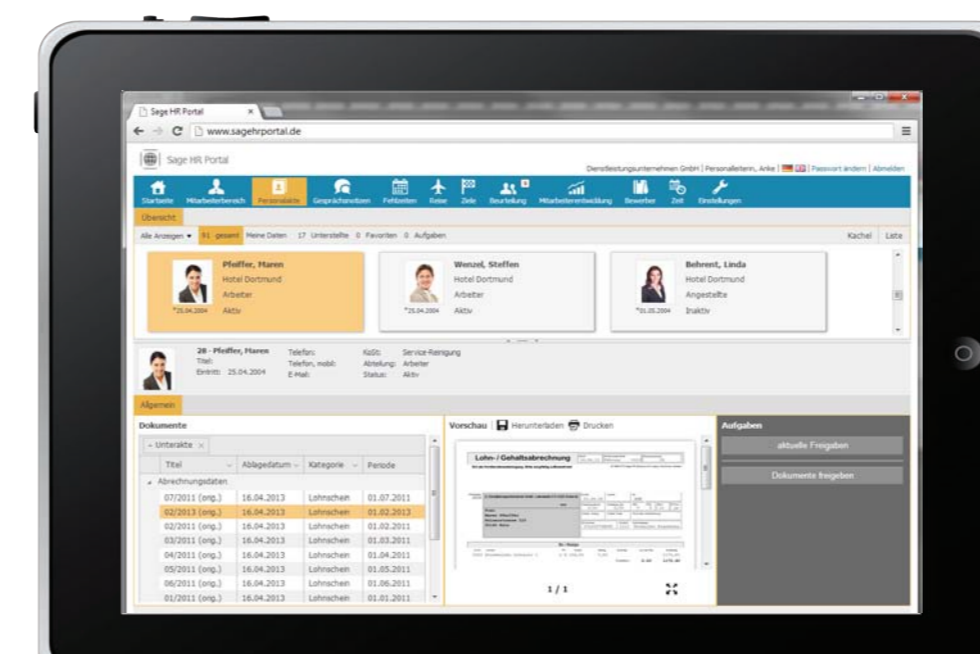 Sage HR Portal
www.sagehrportal.de
Sage HR Portal
Dienstleistungsunternehmen GmbH | Personalleiterin, Anke | Passwort ändern | Abmelden
Startseite Mitarbeiterbereich Personalakte Gesprächsnotizen Fehlzeiten Reise Ziele Beurteilung Mitarbeiterentwicklung Bewerber Zeit Einstellungen
Übersicht
Alle Anzeigen 91 gesamt Meine Daten 17 Unterstellte 0 Favoriten 0 Aufgaben Kachel Liste
Pfeiffer, Maren
Hotel Dortmund
Arbeiter
*25.04.2004 Aktiv
Wenzel, Steffen
Hotel Dortmund
Arbeiter
*25.04.2004 Aktiv
Behrent, Linda
Hotel Dortmund
Angestellte
*01.05.2004 Inaktiv
28 - Pfeiffer, Maren Telefon: KoSt: Service-Reinigung
Titel: Telefon, mobil: Abteilung: Arbeiter
Eintritt: 25.04.2004 E-Mail: Status: Aktiv
Allgemein
Dokumente
Unterakte
Titel Ablagedatum Kategorie Periode
Abrechnungsdaten
07/2011 (orig.) 16.04.2013 Lohnschein 01.07.2011
02/2013 (orig.) 16.04.2013 Lohnschein 01.02.2013
02/2011 (orig.) 16.04.2013 Lohnschein 01.02.2011
03/2011 (orig.) 16.04.2013 Lohnschein 01.03.2011
04/2011 (orig.) 16.04.2013 Lohnschein 01.04.2011
05/2011 (orig.) 16.04.2013 Lohnschein 01.05.2011
06/2011 (orig.) 16.04.2013 Lohnschein 01.06.2011
01/2011 (orig.) 16.04.2013 Lohnschein 01.01.2011
Vorschau | Herunterladen Drucken
Lohn-/ Gehaltsabrechnung
Frau
Maren Pfeiffer
1 / 1
Aufgaben
aktuelle Freigaben
Dokumente freigeben